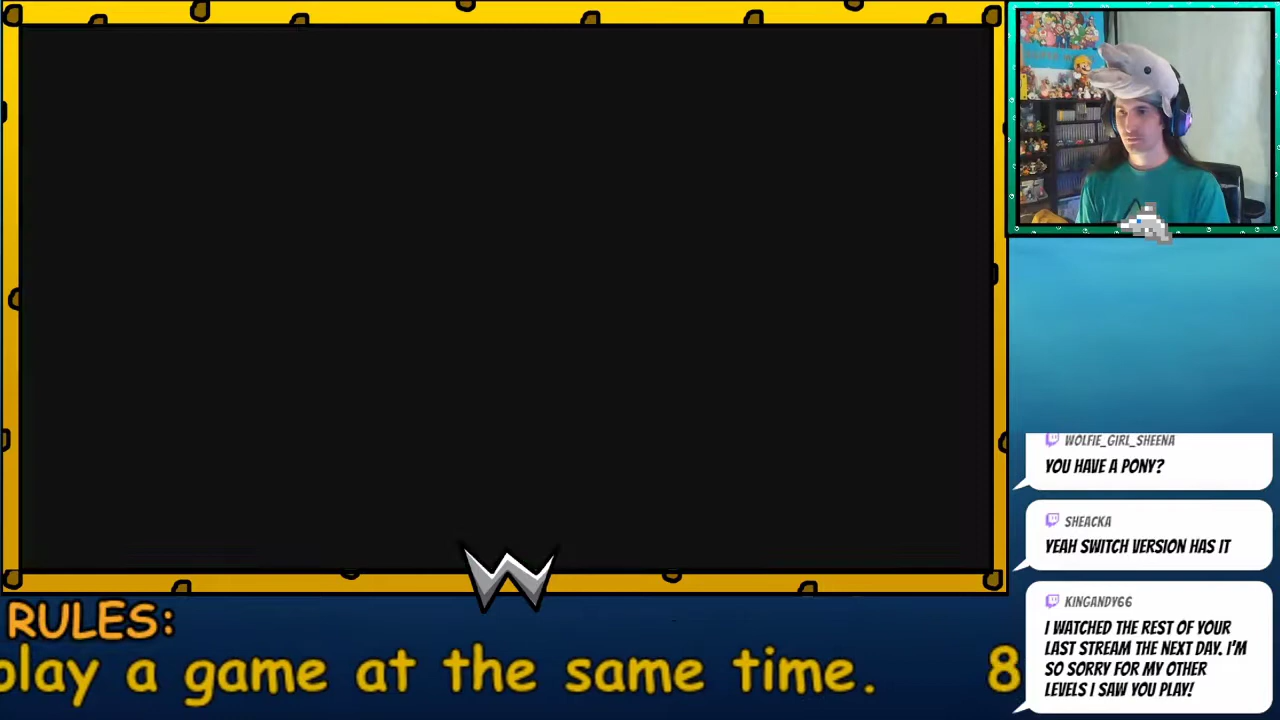 WOLFIE_GIRL_SHEENA
YOU HAVE A PONY?
SHEACKA
YEAH SWITCH VERSION HAS IT
KINGANDY66
I WATCHED THE REST OF YOUR
LAST STREAM THE NEXT DAY. I'M
SO SORRY FOR MY OTHER
LEVELS I SAW YOU PLAY!
W
RULES:
play a game at the same time. 8